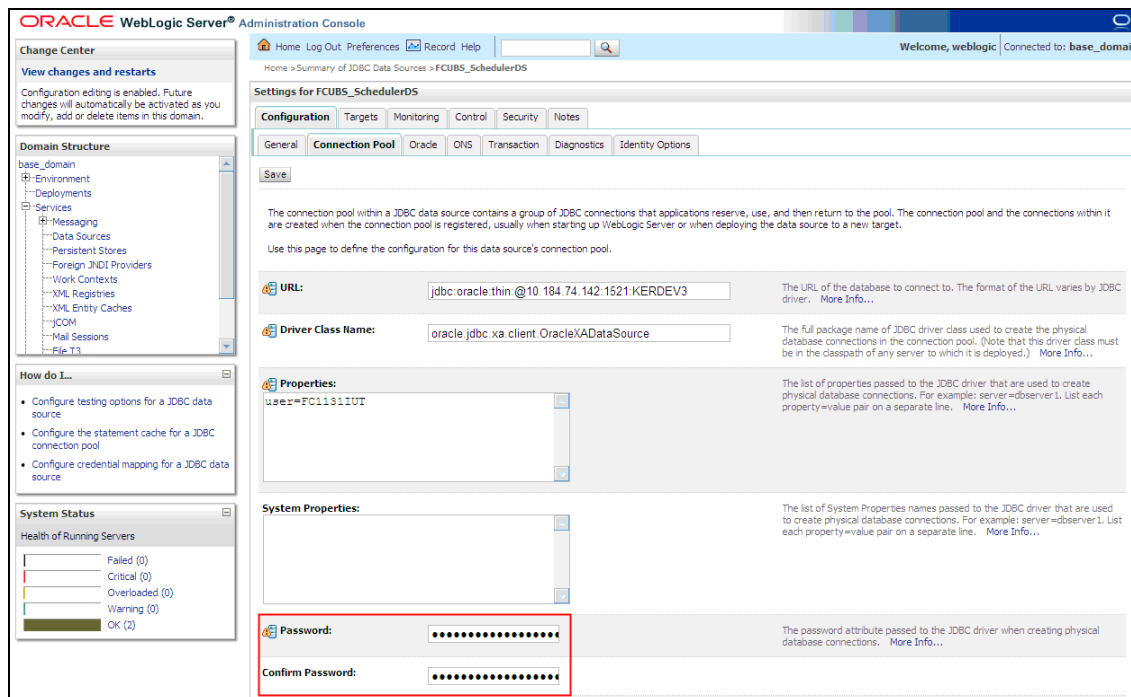 ORACLE WebLogic Server® Administration Console
Change Center
View changes and restarts
Configuration editing is enabled. Future
changes will automatically be activated as you
modify, add or delete items in this domain.
Domain Structure
base_domain
Environment
Deployments
Services
Messaging
Data Sources
Persistent Stores
Foreign JNDI Providers
Work Contexts
XML Registries
XML Entity Caches
jCOM
Mail Sessions
File T3
How do I...
Configure testing options for a JDBC data
source
Configure the statement cache for a JDBC
connection pool
Configure credential mapping for a JDBC data
source
System Status
Health of Running Servers
Failed (0)
Critical (0)
Overloaded (0)
Warning (0)
OK (2)
Home Log Out Preferences Record Help
Welcome, weblogic Connected to: base_domai
Home >Summary of JDBC Data Sources >FCUBS_SchedulerDS
Settings for FCUBS_SchedulerDS
Configuration Targets Monitoring Control Security Notes
General Connection Pool Oracle ONS Transaction Diagnostics Identity Options
Save
The connection pool within a JDBC data source contains a group of JDBC connections that applications reserve, use, and then return to the pool. The connection pool and the connections within it
are created when the connection pool is registered, usually when starting up WebLogic Server or when deploying the data source to a new target.
Use this page to define the configuration for this data source's connection pool.
URL:
jdbc:oracle:thin:@10.184.74.142:1521:KERDEV3
The URL of the database to connect to. The format of the URL varies by JDBC
driver. More Info...
Driver Class Name:
oracle.jdbc.xa.client.OracleXADataSource
The full package name of JDBC driver class used to create the physical
database connections in the connection pool. (Note that this driver class must
be in the classpath of any server to which it is deployed.) More Info...
Properties:
user=FC1131IUT
The list of properties passed to the JDBC driver that are used to create
physical database connections. For example: server=dbserver1. List each
property=value pair on a separate line. More Info...
System Properties:
The list of System Properties names passed to the JDBC driver that are used
to create physical database connections. For example: server=dbserver1. List
each property=value pair on a separate line. More Info...
Password:
The password attribute passed to the JDBC driver when creating physical
database connections. More Info...
Confirm Password: